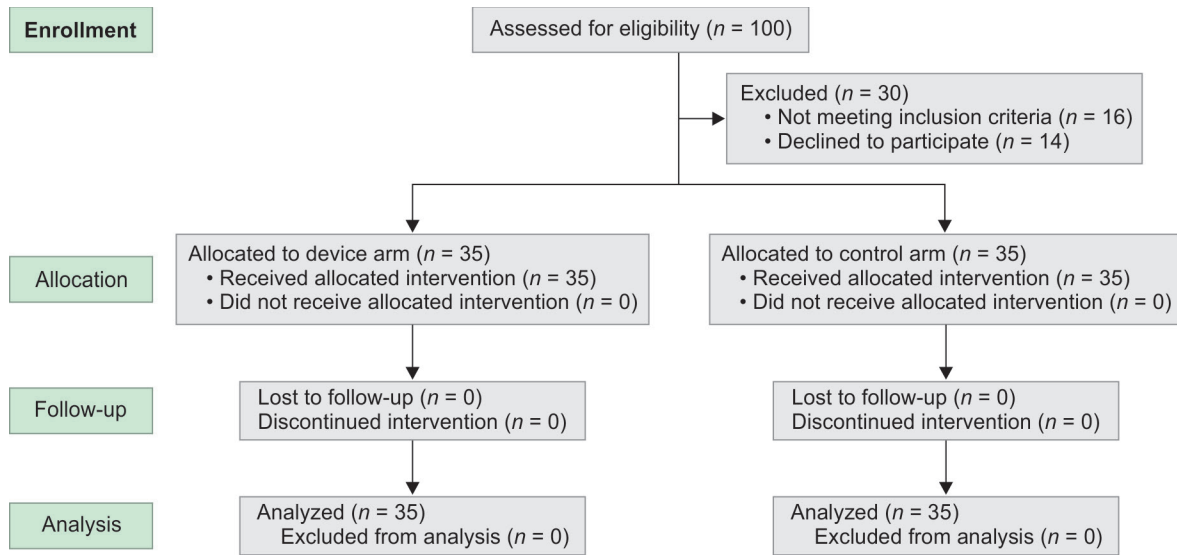 Enrollment
Assessed for eligibility (n = 100)
Excluded (n = 30)
• Not meeting inclusion criteria (n = 16)
• Declined to participate (n = 14)
Allocation
Allocated to device arm (n = 35)
• Received allocated intervention (n = 35)
• Did not receive allocated intervention (n = 0)
Allocated to control arm (n = 35)
• Received allocated intervention (n = 35)
• Did not receive allocated intervention (n = 0)
Follow-up
Lost to follow-up (n = 0)
Discontinued intervention (n = 0)
Lost to follow-up (n = 0)
Discontinued intervention (n = 0)
Analysis
Analyzed (n = 35)
Excluded from analysis (n = 0)
Analyzed (n = 35)
Excluded from analysis (n = 0)